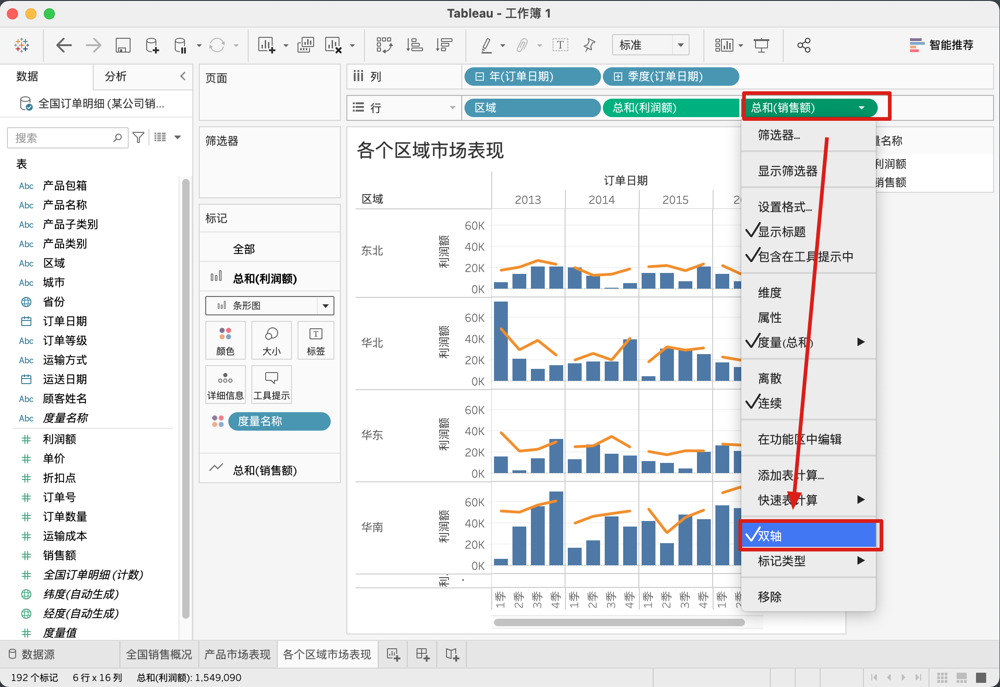 Tableau - 工作簿 1
标准
智能推荐
数据
分析
全国订单明细 (某公司销...
搜索
表
Abc 产品包箱
Abc 产品名称
Abc 产品子类别
Abc 产品类别
Abc 区域
Abc 城市
省份
订单日期
Abc 订单等级
Abc 运输方式
运送日期
Abc 顾客姓名
Abc 度量名称
利润额
单价
折扣点
订单号
订单数量
运输成本
销售额
全国订单明细 (计数)
纬度(自动生成)
经度(自动生成)
度量值
页面
筛选器
标记
全部
总和(利润额)
条形图
颜色
大小
T
标签
详细信息
工具提示
度量名称
总和(销售额)
列
年(订单日期)
季度(订单日期)
行
区域
总和(利润额)
总和(销售额)
各个区域市场表现
订单日期
区域
2013
2014
2015
东北
利润额
60K
40K
20K
0K
华北
利润额
60K
40K
20K
0K
华东
利润额
60K
40K
20K
0K
华南
利润额
60K
40K
20K
0K
1季
2季
3季
4季
1季
2季
3季
4季
1季
2季
3季
4季
1季
筛选器...
显示筛选器
设置格式...
显示标题
包含在工具提示中
维度
属性
度量(总和)
离散
连续
在功能区中编辑
添加表计算...
快速表计算
双轴
标记类型
移除
量名称
利润额
销售额
数据源
全国销售概况
产品市场表现
各个区域市场表现
192 个标记
6 行 x 16 列
总和(利润额): 1,549,090